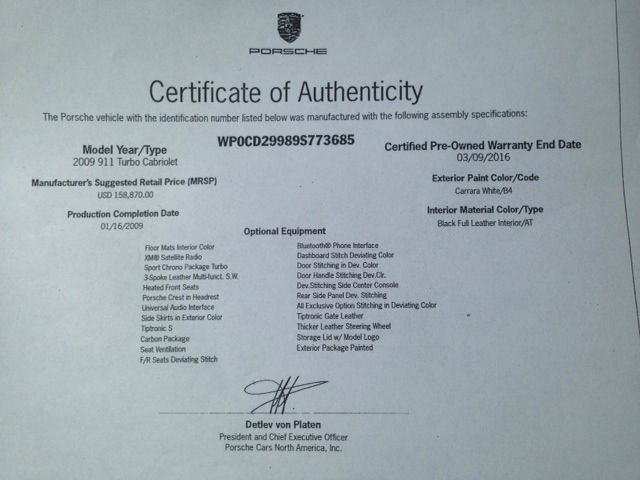 PORSCHE
Certificate of Authenticity
The Porsche vehicle with the identification number listed below was manufactured with the following assembly specifications:
WP0CD29989S773685
Model Year/Type
2009 911 Turbo Cabriolet
Manufacturer's Suggested Retail Price (MRSP)
USD 158,870.00
Production Completion Date
01/16/2009
Certified Pre-Owned Warranty End Date
03/09/2016
Exterior Paint Color/Code
Carrara White/B4
Interior Material Color/Type
Black Full Leather Interior/AT
Optional Equipment
Floor Mats Interior Color
XM® Satellite Radio
Sport Chrono Package Turbo
3-Spoke Leather Multi-funct. S.W.
Heated Front Seats
Porsche Crest in Headrest
Universal Audio Interface
Side Skirts in Exterior Color
Tiptronic S
Carbon Package
Seat Ventilation
F/R Seats Deviating Stitch
Bluetooth® Phone Interface
Dashboard Stitch Deviating Color
Door Stitching in Dev. Color
Door Handle Stitching Dev.Clr.
Dev.Stitching Side Center Console
Rear Side Panel Dev. Stitching
All Exclusive Option Stitching in Deviating Color
Tiptronic Gate Leather
Thicker Leather Steering Wheel
Storage Lid w/ Model Logo
Exterior Package Painted
Detlev von Platen
President and Chief Executive Officer
Porsche Cars North America, Inc.